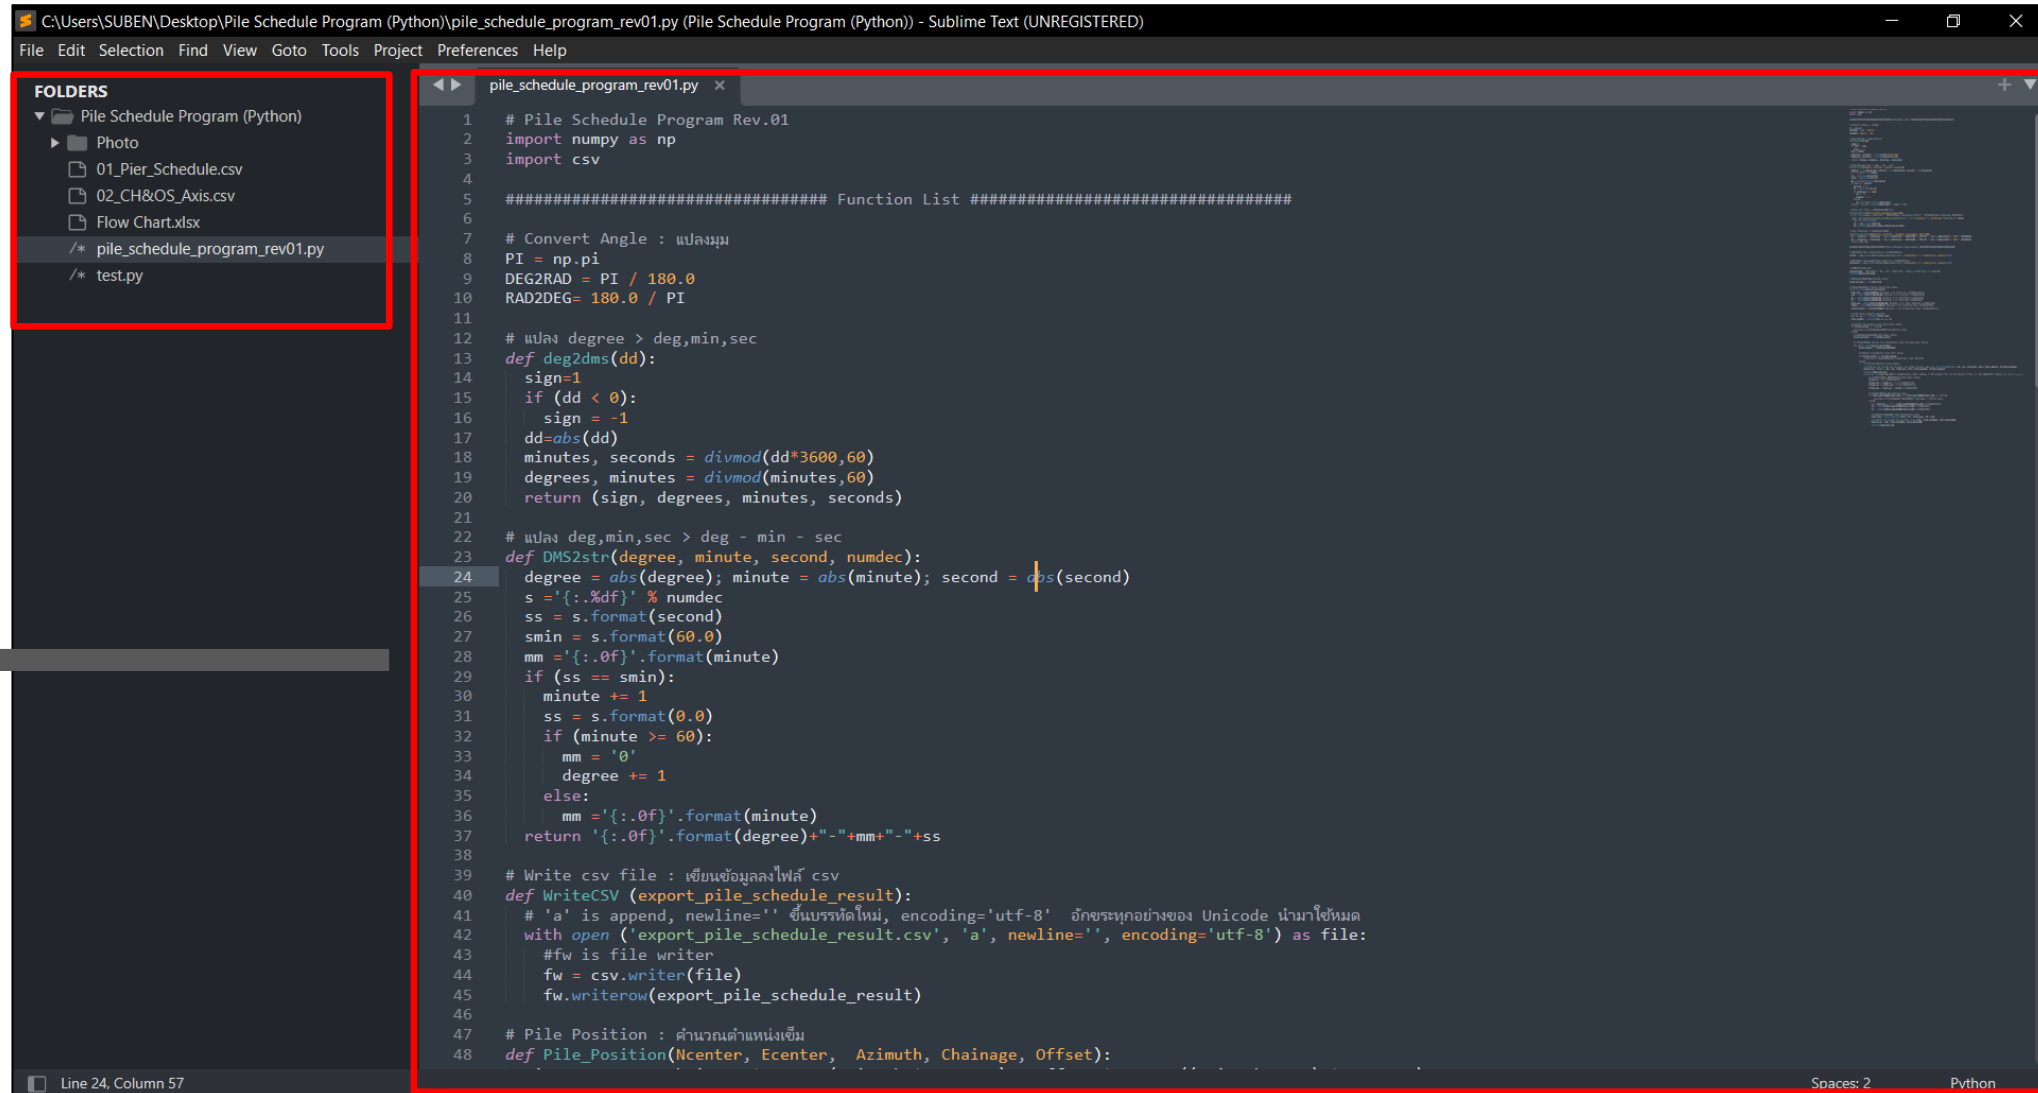 C:\Users\SUBEN\Desktop\Pile Schedule Program (Python)\pile_schedule_program_rev01.py (Pile Schedule Program (Python)) - Sublime Text (UNREGISTERED)
File Edit Selection Find View Goto Tools Project Preferences Help
FOLDERS
Pile Schedule Program (Python)
Photo
01_Pier_Schedule.csv
02_CH&OS_Axis.csv
Flow Chart.xlsx
/* pile_schedule_program_rev01.py
/* test.py
pile_schedule_program_rev01.py ×
1 # Pile Schedule Program Rev.01
2 import numpy as np
3 import csv
4
5 ################################## Function List ##################################
6
7 # Convert Angle : แปลงมุม
8 PI = np.pi
9 DEG2RAD = PI / 180.0
10 RAD2DEG= 180.0 / PI
11
12 # แปลง degree > deg,min,sec
13 def deg2dms(dd):
14 sign=1
15 if (dd < 0):
16 sign = -1
17 dd=abs(dd)
18 minutes, seconds = divmod(dd*3600,60)
19 degrees, minutes = divmod(minutes,60)
20 return (sign, degrees, minutes, seconds)
21
22 # แปลง deg,min,sec > deg - min - sec
23 def DMS2str(degree, minute, second, numdec):
24 degree = abs(degree); minute = abs(minute); second = abs(second)
25 s ='{:.%df}' % numdec
26 ss = s.format(second)
27 smin = s.format(60.0)
28 mm ='{:.0f}'.format(minute)
29 if (ss == smin):
30 minute += 1
31 ss = s.format(0.0)
32 if (minute >= 60):
33 mm = '0'
34 degree += 1
35 else:
36 mm ='{:.0f}'.format(minute)
37 return '{:.0f}'.format(degree)+"-"+mm+"-"+ss
38
39 # Write csv file : เขียนข้อมูลลงไฟล์ csv
40 def WriteCSV (export_pile_schedule_result):
41 # 'a' is append, newline='' ขึ้นบรรทัดใหม่, encoding='utf-8' อักขระทุกอย่างของ Unicode นำมาใช้หมด
42 with open ('export_pile_schedule_result.csv', 'a', newline='', encoding='utf-8') as file:
43 #fw is file writer
44 fw = csv.writer(file)
45 fw.writerow(export_pile_schedule_result)
46
47 # Pile Position : คำนวณตำแหน่งเข็ม
48 def Pile_Position(Ncenter, Ecenter, Azimuth, Chainage, Offset):
Line 24, Column 57
Spaces: 2
Python